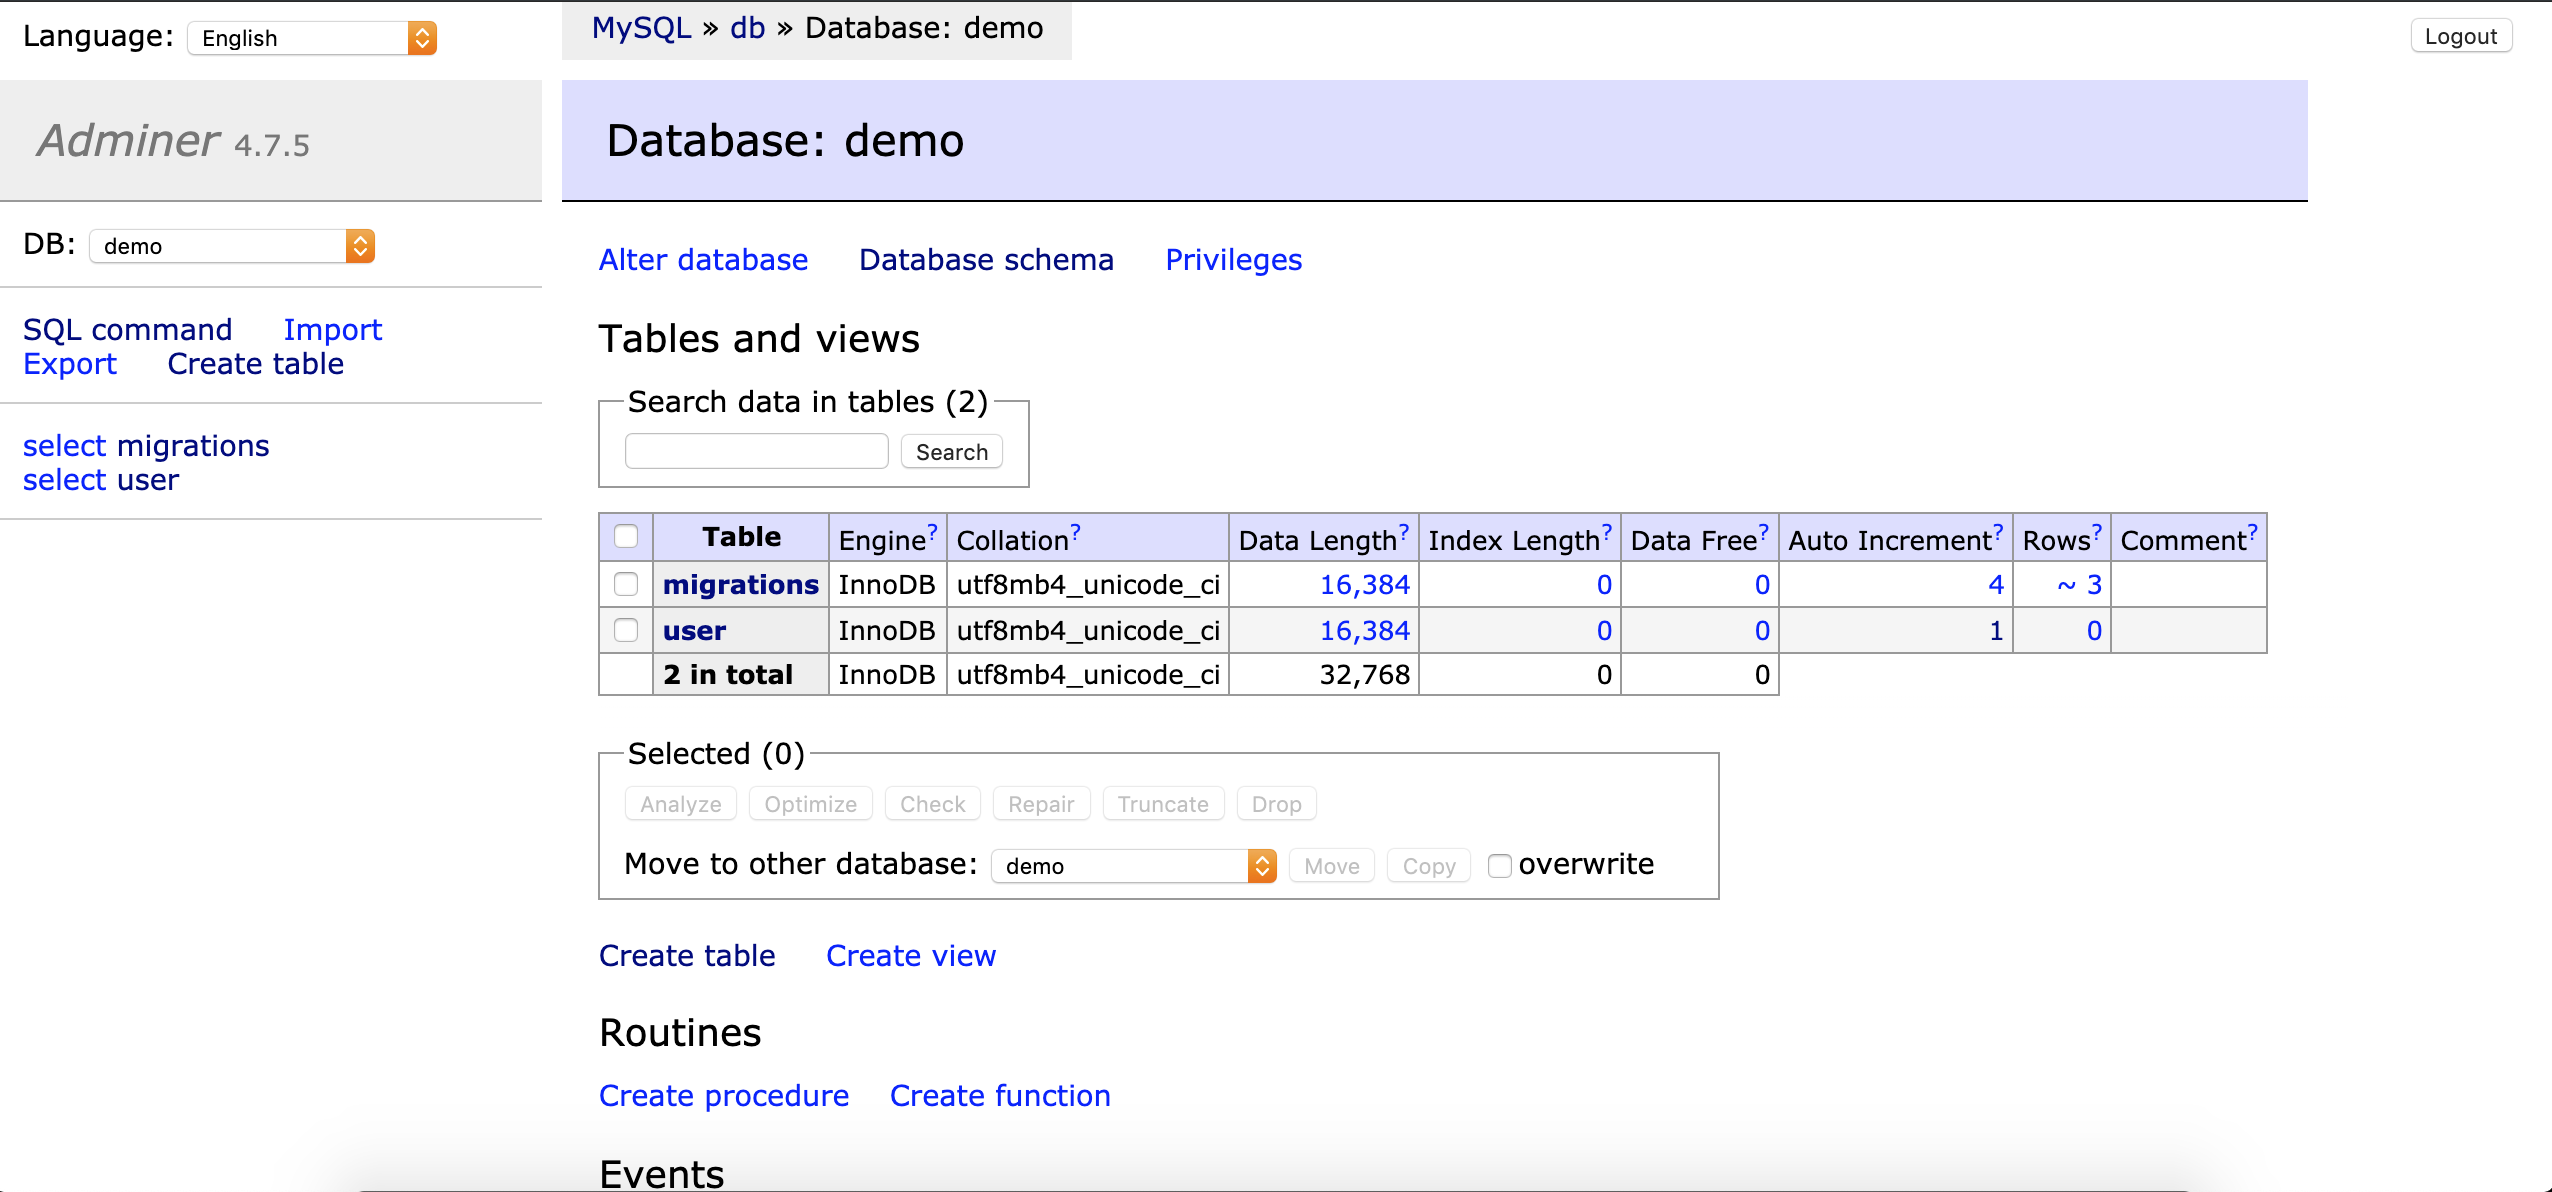 Language: English
MySQL » db » Database: demo
Logout
Adminer 4.7.5
Database: demo
DB: demo
SQL command Import
Export Create table
select migrations
select user
Alter database Database schema Privileges
Tables and views
Search data in tables (2)
Search
Table Engine? Collation? Data Length? Index Length? Data Free? Auto Increment? Rows? Comment?
migrations InnoDB utf8mb4_unicode_ci 16,384 0 0 4 ~ 3
user InnoDB utf8mb4_unicode_ci 16,384 0 0 1 0
2 in total InnoDB utf8mb4_unicode_ci 32,768 0 0
Selected (0)
Analyze Optimize Check Repair Truncate Drop
Move to other database: demo Move Copy overwrite
Create table Create view
Routines
Create procedure Create function
Events